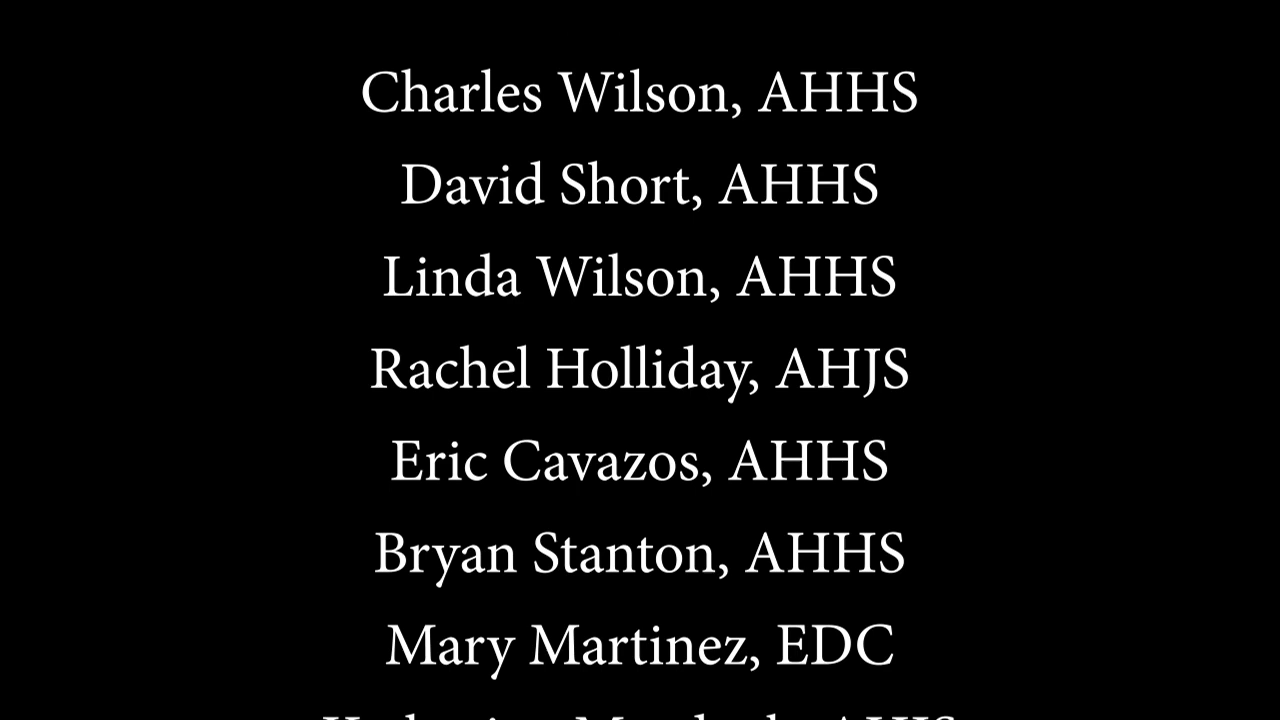 Charles Wilson, AHHS
David Short, AHHS
Linda Wilson, AHHS
Rachel Holliday, AHJS
Eric Cavazos, AHHS
Bryan Stanton, AHHS
Mary Martinez, EDC